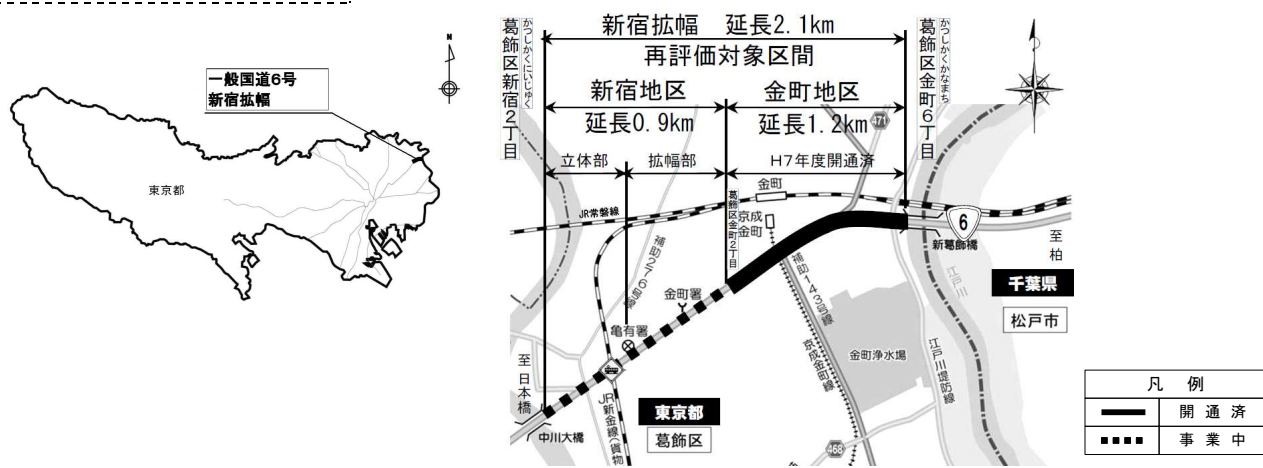 N
一般国道6号
新宿拡幅
東京都
葛飾区新宿2丁目
かつしかくにいじゅく
新宿拡幅 延長2.1km
再評価対象区間
新宿地区
延長0.9km
金町地区
延長1.2km
立体部
拡幅部
H7年度開通済
葛飾区金町6丁目
かつしかくかなまち
471
金町
JR常磐線
葛飾区金町2丁目
京成
金町
補助276号線
6
新葛飾橋
至柏
江戸川
千葉県
松戸市
補助143号線
金町署
亀有署
金町浄水場
京成金町線
江戸川堤防線
至日本橋
中川大橋
JR新金線(貨物
東京都
葛飾区
468
凡 例
開通済
事業中